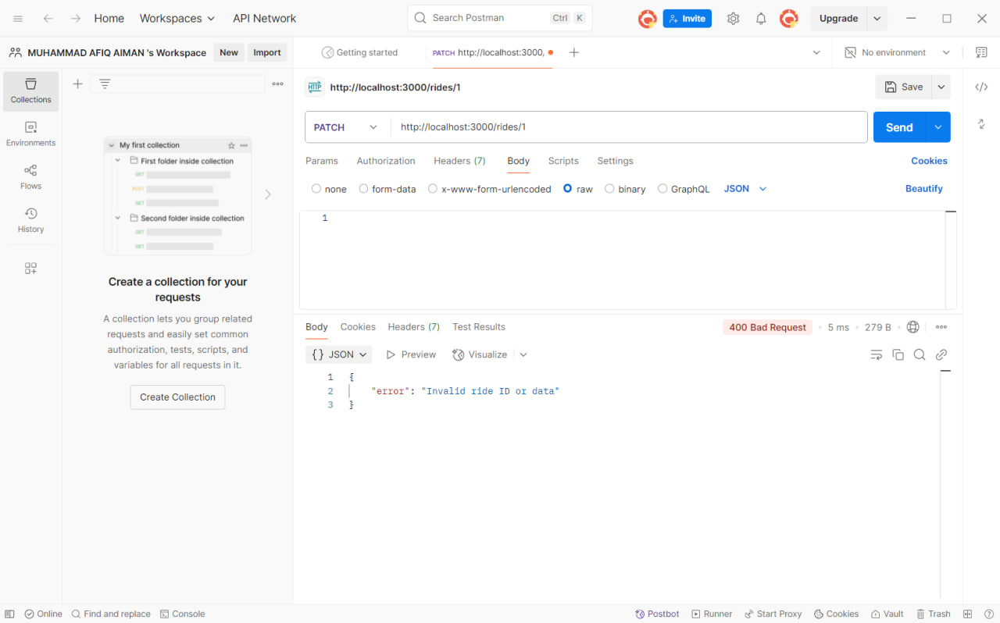 Home Workspaces API Network Search Postman Ctrl K Invite Upgrade
MUHAMMAD AFIQ AIMAN 's Workspace New Import Getting started PATCH http://localhost:3000, No environment
Collections
Environments
Flows
History
My first collection
First folder inside collection
GET
POST
GET
Second folder inside collection
GET
GET
Create a collection for your
requests
A collection lets you group related
requests and easily set common
authorization, tests, scripts, and
variables for all requests in it.
Create Collection
HTTP http://localhost:3000/rides/1 Save
PATCH http://localhost:3000/rides/1 Send
Params Authorization Headers (7) Body Scripts Settings Cookies
none form-data x-www-form-urlencoded raw binary GraphQL JSON Beautify
1
Body Cookies Headers (7) Test Results 400 Bad Request 5 ms 279 B
{} JSON Preview Visualize
1 {
2 "error": "Invalid ride ID or data"
3 }
Online Find and replace Console Postbot Runner Start Proxy Cookies Vault Trash